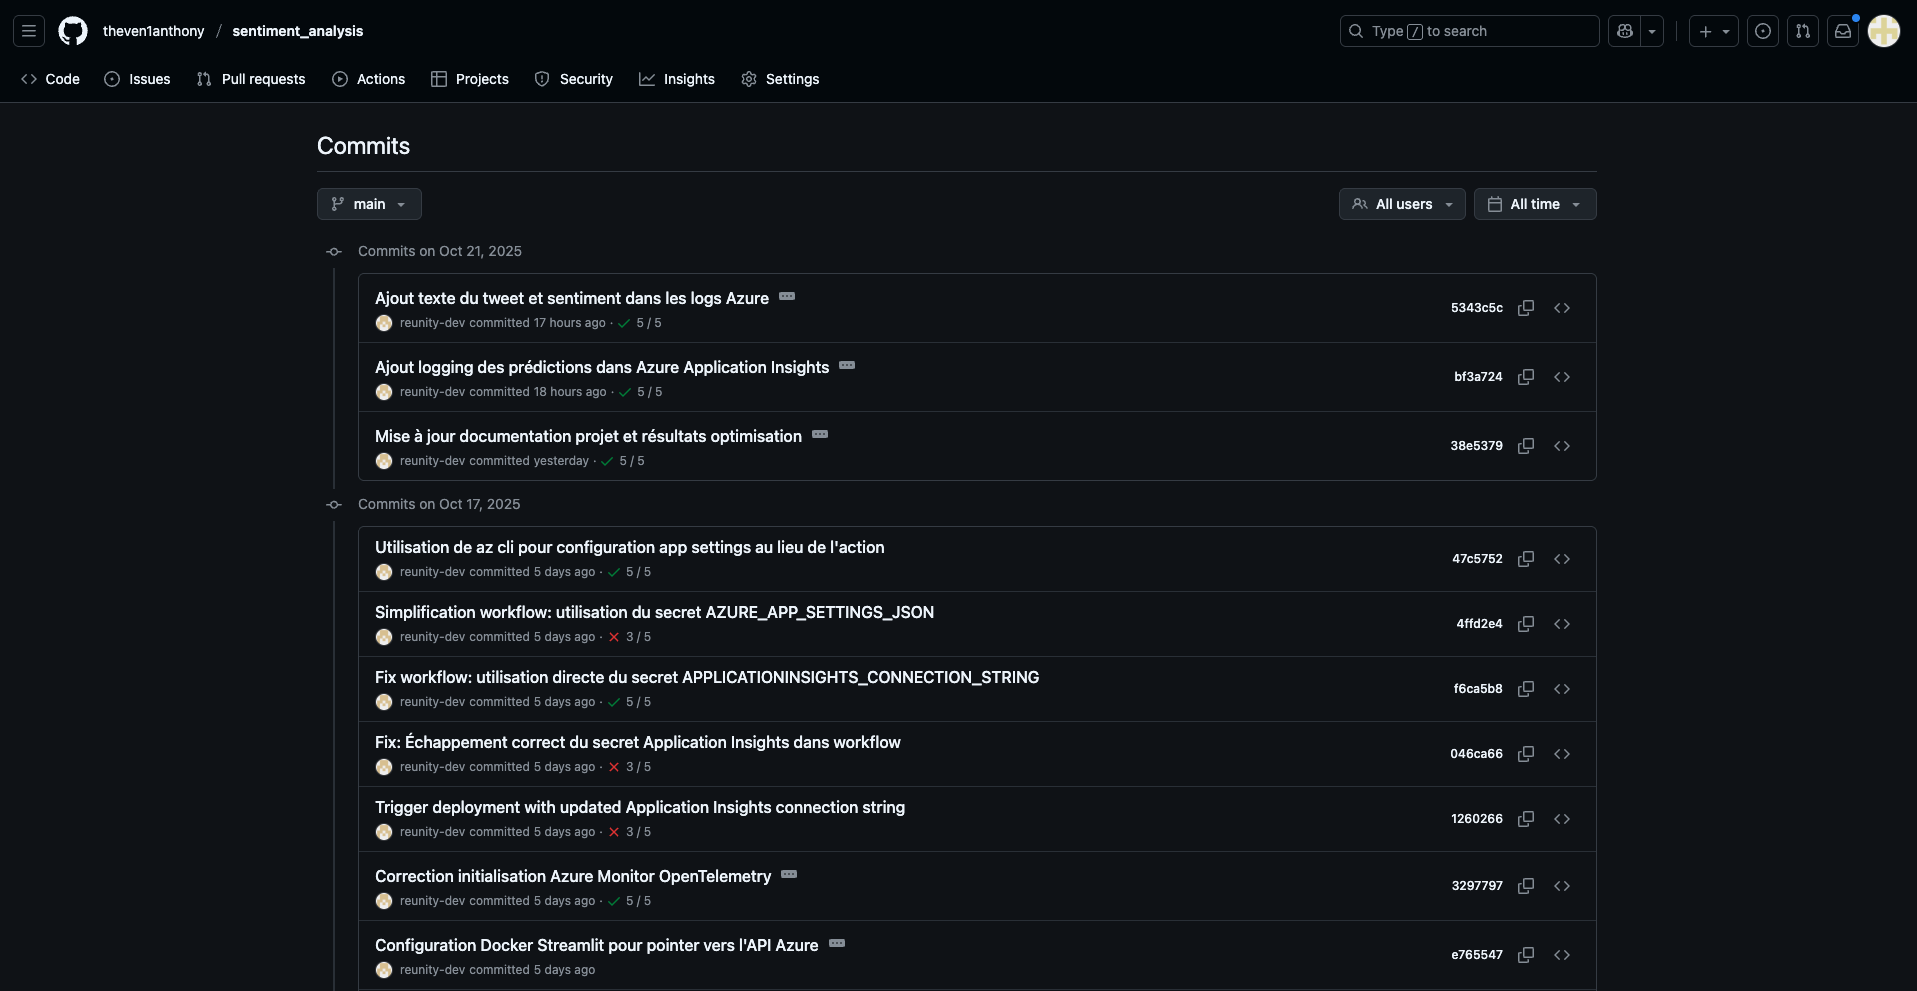 theven1anthony / sentiment_analysis
Type / to search
Code
Issues
Pull requests
Actions
Projects
Security
Insights
Settings
Commits
main
All users
All time
Commits on Oct 21, 2025
Ajout texte du tweet et sentiment dans les logs Azure
reunity-dev committed 17 hours ago · 5 / 5
5343c5c
Ajout logging des prédictions dans Azure Application Insights
reunity-dev committed 18 hours ago · 5 / 5
bf3a724
Mise à jour documentation projet et résultats optimisation
reunity-dev committed yesterday · 5 / 5
38e5379
Commits on Oct 17, 2025
Utilisation de az cli pour configuration app settings au lieu de l'action
reunity-dev committed 5 days ago · 5 / 5
47c5752
Simplification workflow: utilisation du secret AZURE_APP_SETTINGS_JSON
reunity-dev committed 5 days ago · 3 / 5
4ffd2e4
Fix workflow: utilisation directe du secret APPLICATIONINSIGHTS_CONNECTION_STRING
reunity-dev committed 5 days ago · 5 / 5
f6ca5b8
Fix: Échappement correct du secret Application Insights dans workflow
reunity-dev committed 5 days ago · 3 / 5
046ca66
Trigger deployment with updated Application Insights connection string
reunity-dev committed 5 days ago · 3 / 5
1260266
Correction initialisation Azure Monitor OpenTelemetry
reunity-dev committed 5 days ago · 5 / 5
3297797
Configuration Docker Streamlit pour pointer vers l'API Azure
reunity-dev committed 5 days ago
e765547